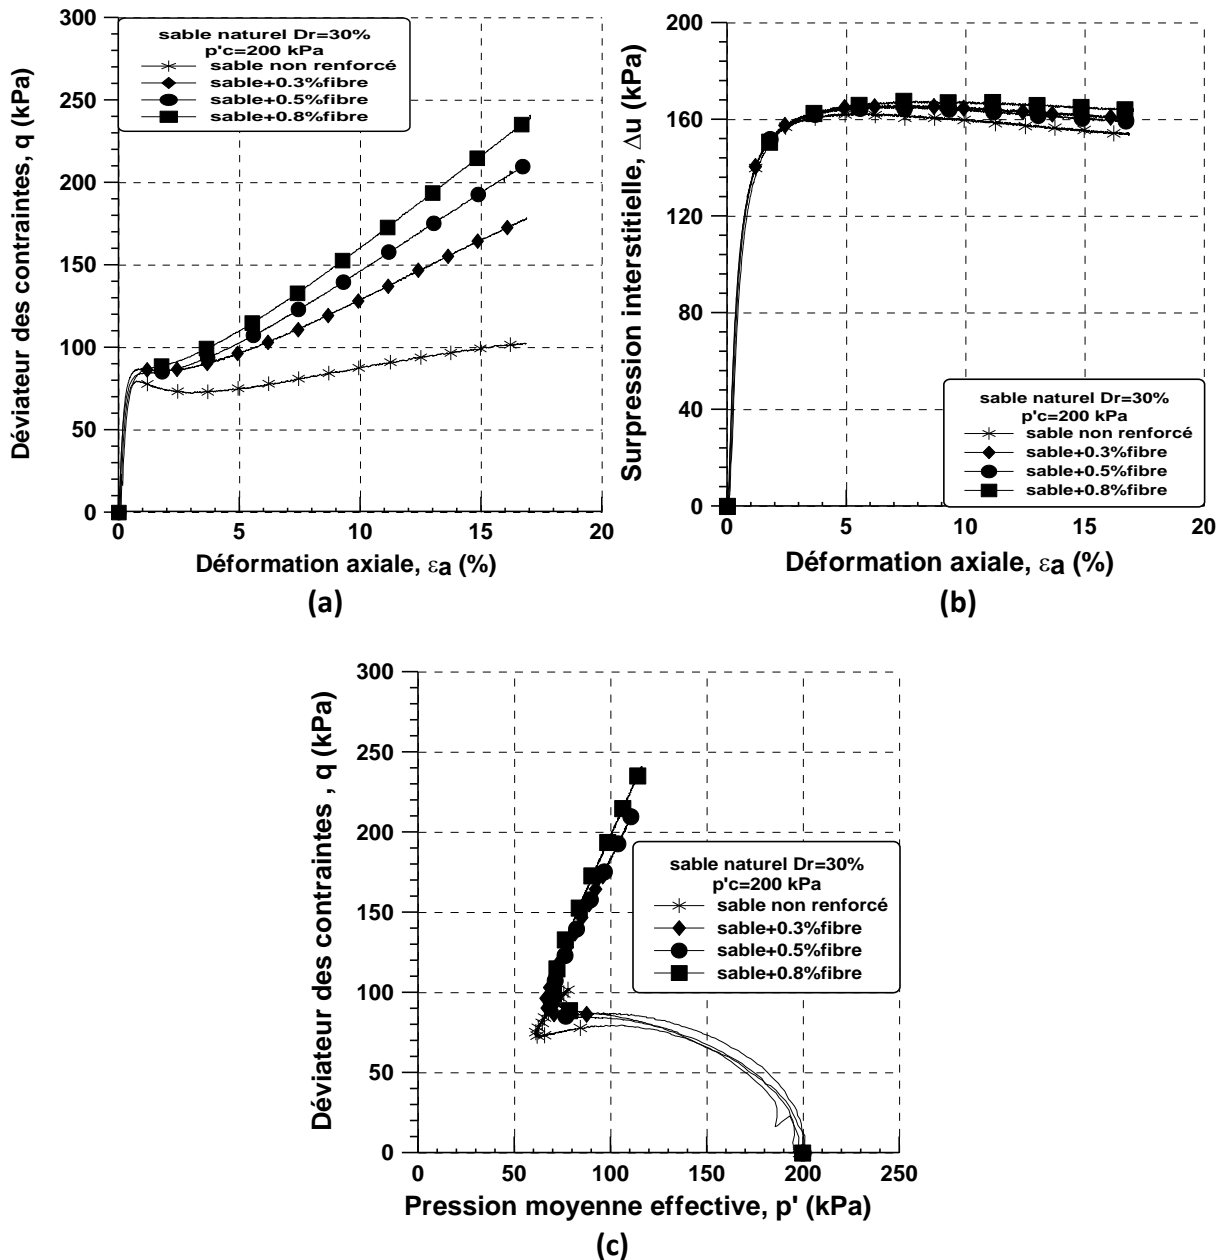 300
250
200
150
100
50
0
Déviateur des contraintes, q (kPa)
sable naturel Dr=30%
p'c=200 kPa
sable non renforcé
sable+0.3%fibre
sable+0.5%fibre
sable+0.8%fibre
0 5 10 15 20
Déformation axiale, εa (%)
(a)
200
160
120
80
40
0
Surpression interstitielle, Δu (kPa)
sable naturel Dr=30%
p'c=200 kPa
sable non renforcé
sable+0.3%fibre
sable+0.5%fibre
sable+0.8%fibre
0 5 10 15 20
Déformation axiale, εa (%)
(b)
300
250
200
150
100
50
0
Déviateur des contraintes , q (kPa)
sable naturel Dr=30%
p'c=200 kPa
sable non renforcé
sable+0.3%fibre
sable+0.5%fibre
sable+0.8%fibre
0 50 100 150 200 250
Pression moyenne effective, p' (kPa)
(c)